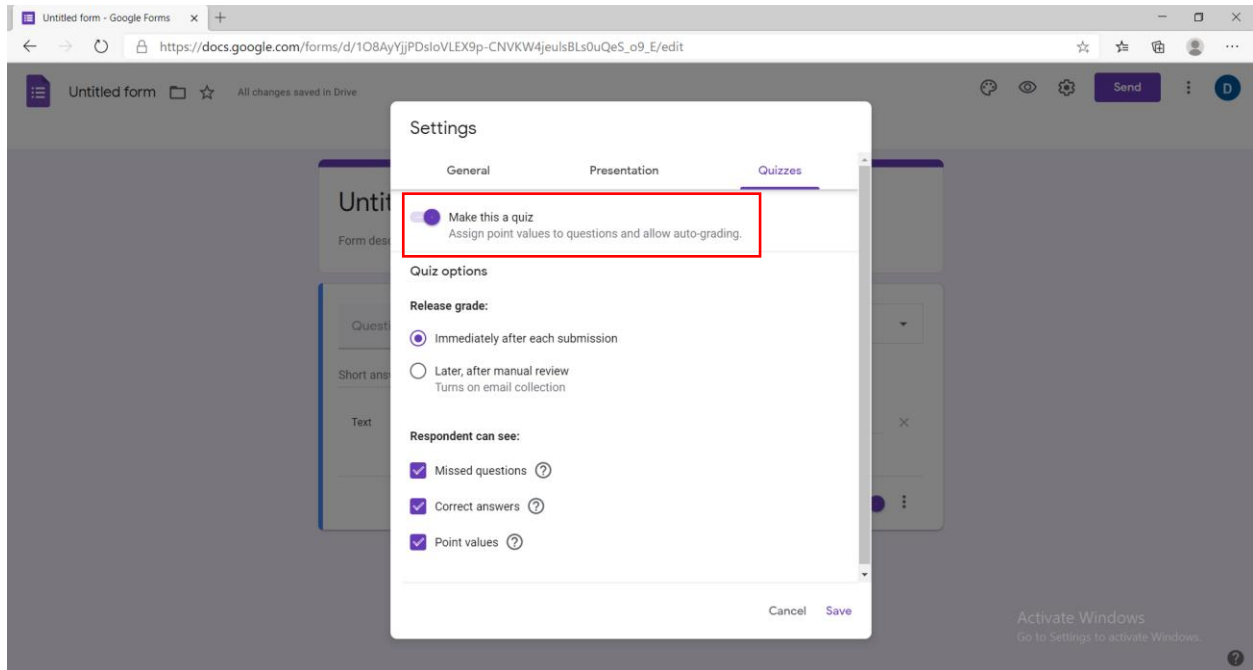 Untitled form - Google Forms
https://docs.google.com/forms/d/1O8AyYjjPDsIoVLEX9p-CNVKW4jeulsBLs0uQeS_o9_E/edit
Untitled form All changes saved in Drive Send D
Settings
General Presentation Quizzes
Untit
Make this a quiz
Form desc
Assign point values to questions and allow auto-grading.
Quiz options
Release grade:
Questi
Immediately after each submission
Later, after manual review
Short ans
Turns on email collection
Text
Respondent can see:
Missed questions
Correct answers
Point values
Cancel Save
Activate Windows
Go to Settings to activate Windows.